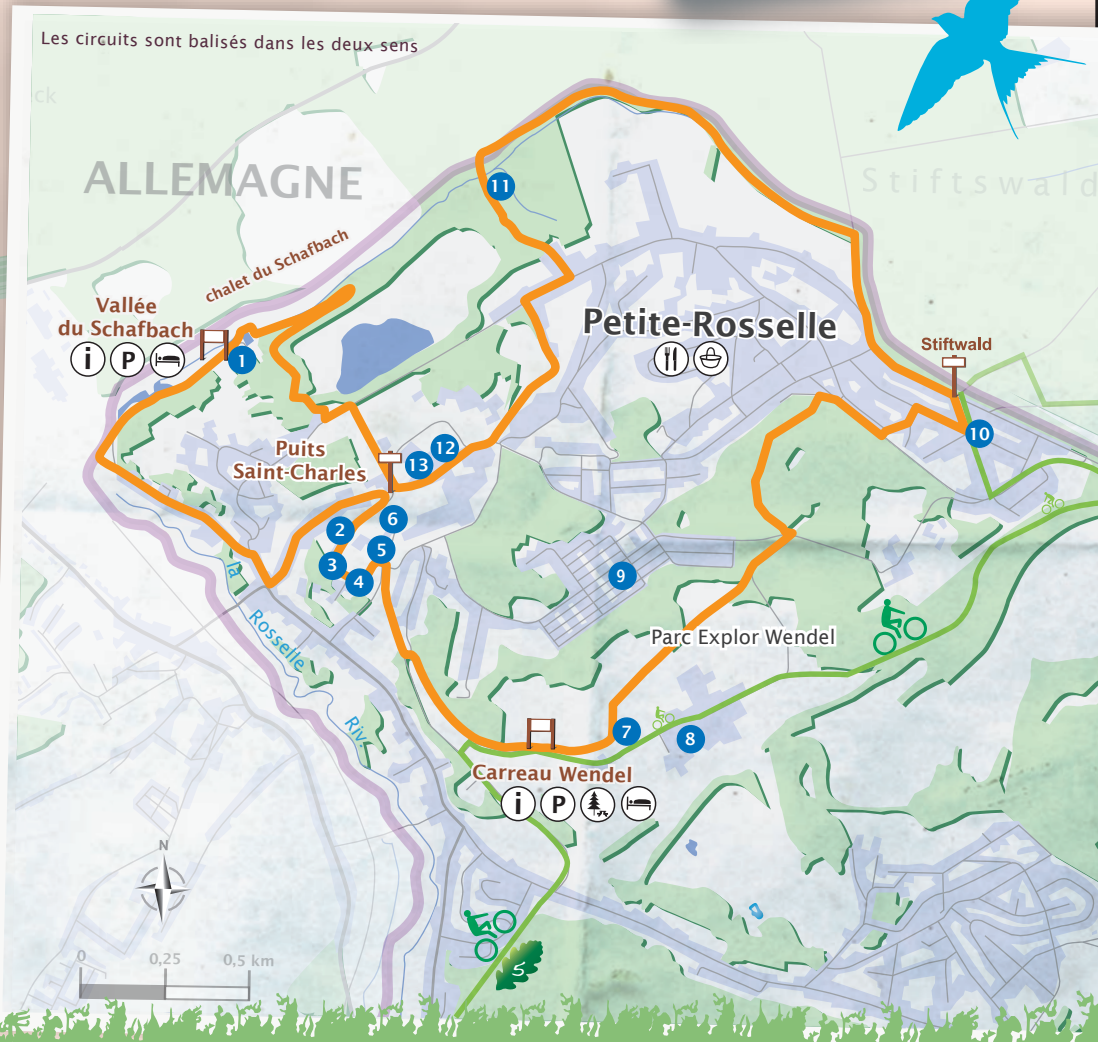 Les circuits sont balisés dans les deux sens
ck
ALLEMAGNE
Stiftswald
11
chalet du Schafbach
Vallée
du Schafbach
i P
1
Petite-Rosselle
Stiftwald
10
Puits
Saint-Charles
13
12
2
6
5
3
4
9
la
Rosselle
Riv.
Parc Explor Wendel
7
8
Carreau Wendel
i P
N
0 0,25 0,5 km
5